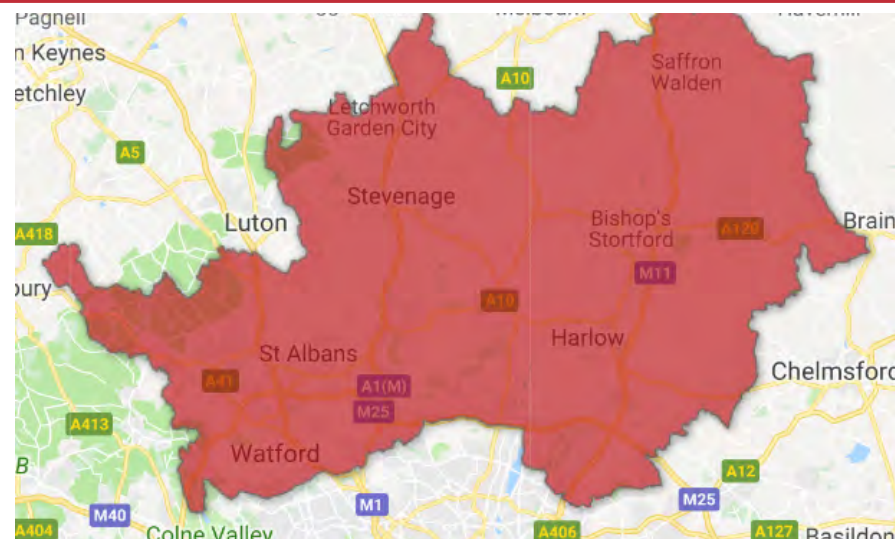 Pagnell
n Keynes
etchley
A10
Saffron
Walden
Letchworth
Garden City
A5
Stevenage
Luton
Bishop's
Stortford
A120
Brain
A418
M11
bury
A10
Harlow
St Albans
A41
A1(M)
M25
Chelmsford
A413
Watford
B
A12
M1
M25
M40
A404
Colne Valley
A406
A127
Basildon